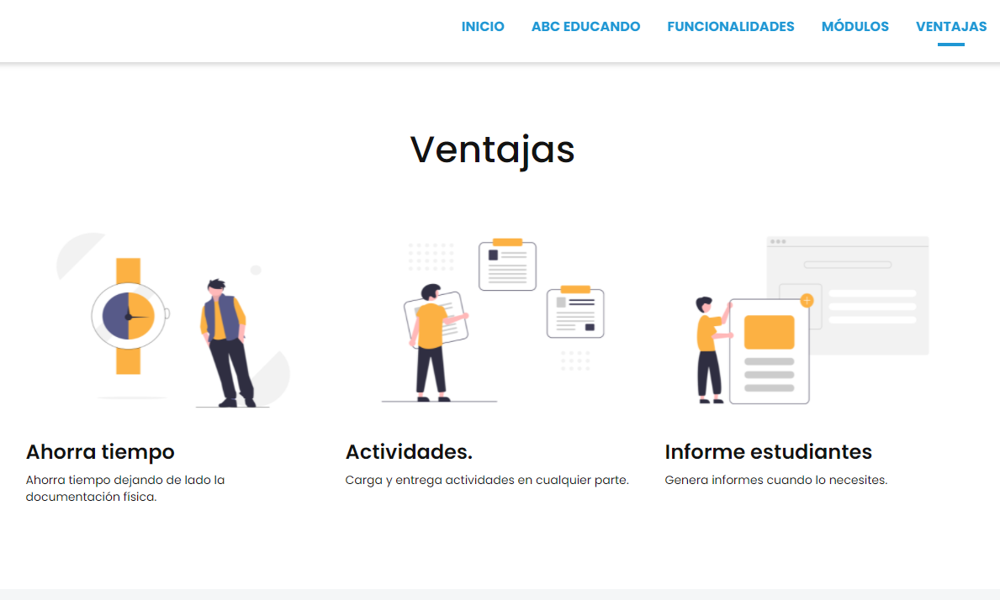 INICIO ABC EDUCANDO FUNCIONALIDADES MÓDULOS VENTAJAS
Ventajas
Ahorra tiempo
Ahorra tiempo dejando de lado la
documentación física.
Actividades.
Carga y entrega actividades en cualquier parte.
Informe estudiantes
Genera informes cuando lo necesites.